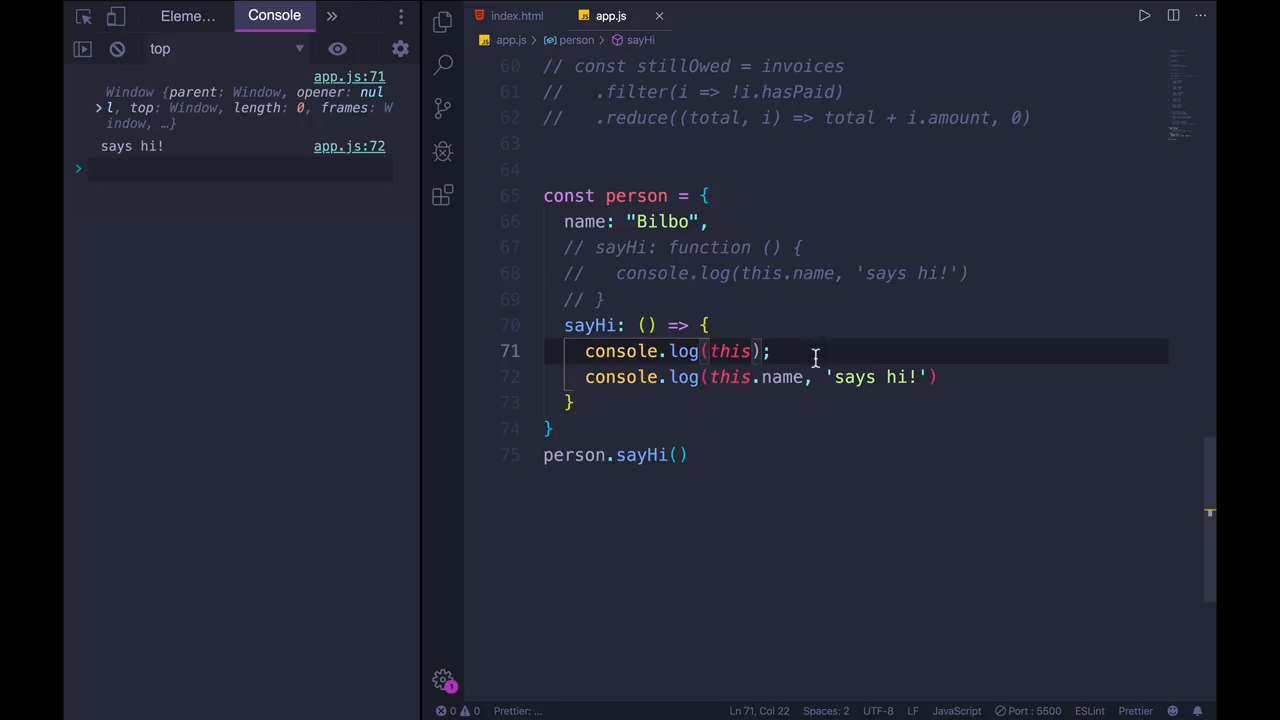 Eleme... Console »
top
app.js:71
Window {parent: Window, opener: nul
l, top: Window, length: 0, frames: W
indow, …}
says hi! app.js:72
index.html app.js
app.js > person > sayHi
60 // const stillOwed = invoices
61 //   .filter(i => !i.hasPaid)
62 //   .reduce((total, i) => total + i.amount, 0)
63
64
65 const person = {
66   name: "Bilbo",
67   // sayHi: function () {
68   //   console.log(this.name, 'says hi!')
69   // }
70   sayHi: () => {
71     console.log(this);
72     console.log(this.name, 'says hi!')
73   }
74 }
75 person.sayHi()
1
0 0 Prettier: ... Ln 71, Col 22 Spaces: 2 UTF-8 LF JavaScript Port : 5500 ESLint Prettier